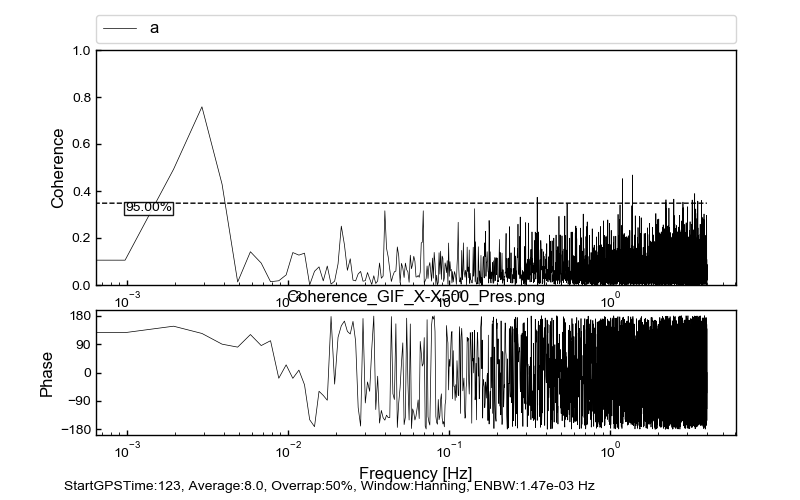 a
1.0
0.8
0.6
0.4
0.2
0.0
Coherence
95.00%
10⁻³ 10⁻² 10⁻¹ 10⁰
Coherence_GIF_X-X500_Pres.png
180
90
0
−90
−180
Phase
10⁻³ 10⁻² 10⁻¹ 10⁰
Frequency [Hz]
StartGPSTime:123, Average:8.0, Overrap:50%, Window:Hanning, ENBW:1.47e-03 Hz